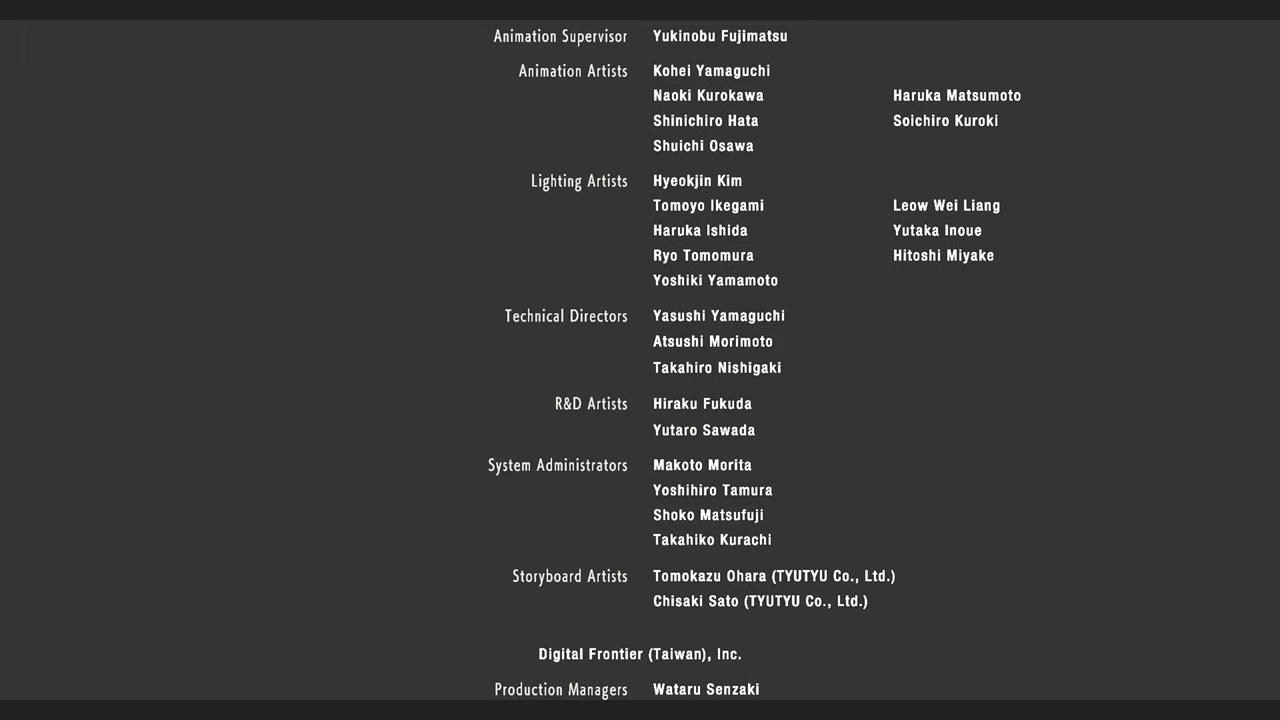 Animation Supervisor Yukinobu Fujimatsu
Animation Artists Kohei Yamaguchi
Naoki Kurokawa Haruka Matsumoto
Shinichiro Hata Soichiro Kuroki
Shuichi Osawa
Lighting Artists Hyeokjin Kim
Tomoyo Ikegami Leow Wei Liang
Haruka Ishida Yutaka Inoue
Ryo Tomomura Hitoshi Miyake
Yoshiki Yamamoto
Technical Directors Yasushi Yamaguchi
Atsushi Morimoto
Takahiro Nishigaki
R&D Artists Hiraku Fukuda
Yutaro Sawada
System Administrators Makoto Morita
Yoshihiro Tamura
Shoko Matsufuji
Takahiko Kurachi
Storyboard Artists Tomokazu Ohara (TYUTYU Co., Ltd.)
Chisaki Sato (TYUTYU Co., Ltd.)
Digital Frontier (Taiwan), Inc.
Production Managers Wataru Senzaki